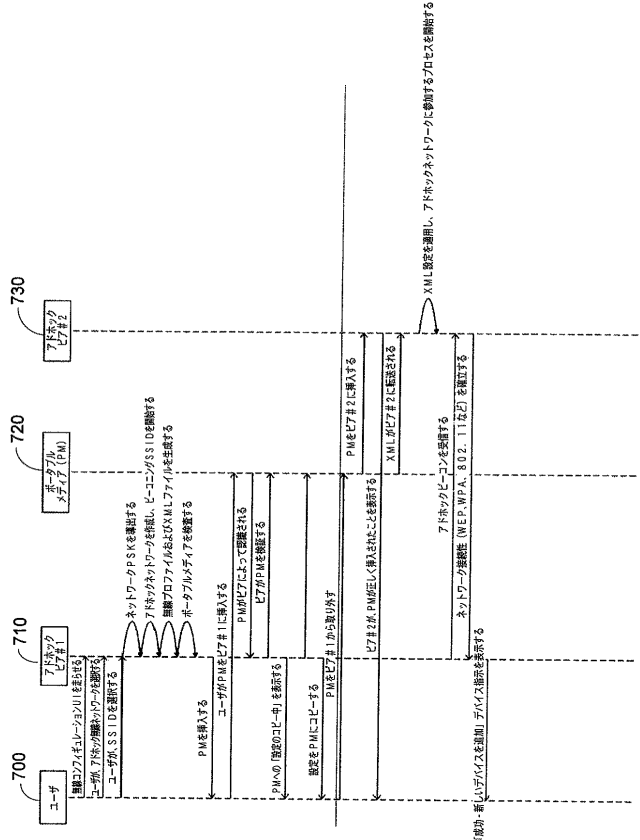 700
ユーザ
710
アドホック
ピア#1
720
ポータブル
メディア(PM)
730
アドホック
ピア#2
無線コンフィギュレーションUIを走らせる
ユーザが、アドホック無線ネットワークを選択する
ユーザが、SSIDを選択する
ネットワークPSKを導出する
アドホックネットワークを作成し、ビーコニングSSIDを開始する
無線プロファイルおよびXMLファイルを生成する
ポータブルメディアを検査する
PMを挿入する
ユーザがPMをピア#1に挿入する
PMがピアによって認識される
ピアがPMを検証する
PMへの「設定のコピー中」を表示する
設定をPMにコピーする
PMをピア#1から取り外す
PMをピア#2に挿入する
ピア#2が、PMが正しく挿入されたことを表示する
XMLがピア#2に転送される
XML設定を適用し、アドホックネットワークに参加するプロセスを開始する
アドホックビーコンを受信する
ネットワーク接続性(WEP、WPA、802.11など)を確立する
成功-新しいデバイスを追加」デバイス指示を表示する